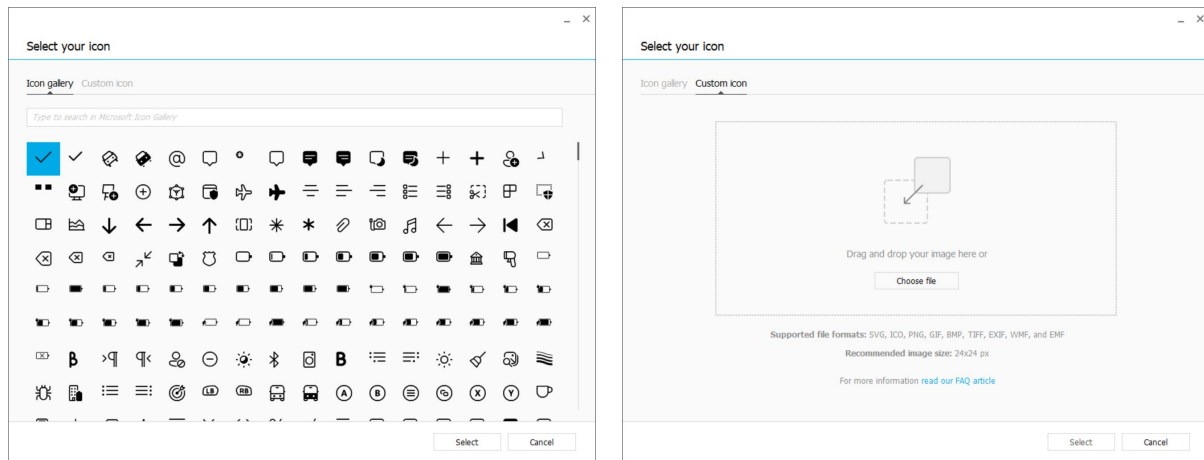 Select your icon
Icon gallery Custom icon
Type to search in Microsoft Icon Gallery
LB RB
A B X Y
Select Cancel
Select your icon
Icon gallery Custom icon
Drag and drop your image here or
Choose file
Supported file formats: SVG, ICO, PNG, GIF, BMP, TIFF, EXIF, WMF, and EMF
Recommended image size: 24x24 px
For more information read our FAQ article
Select Cancel